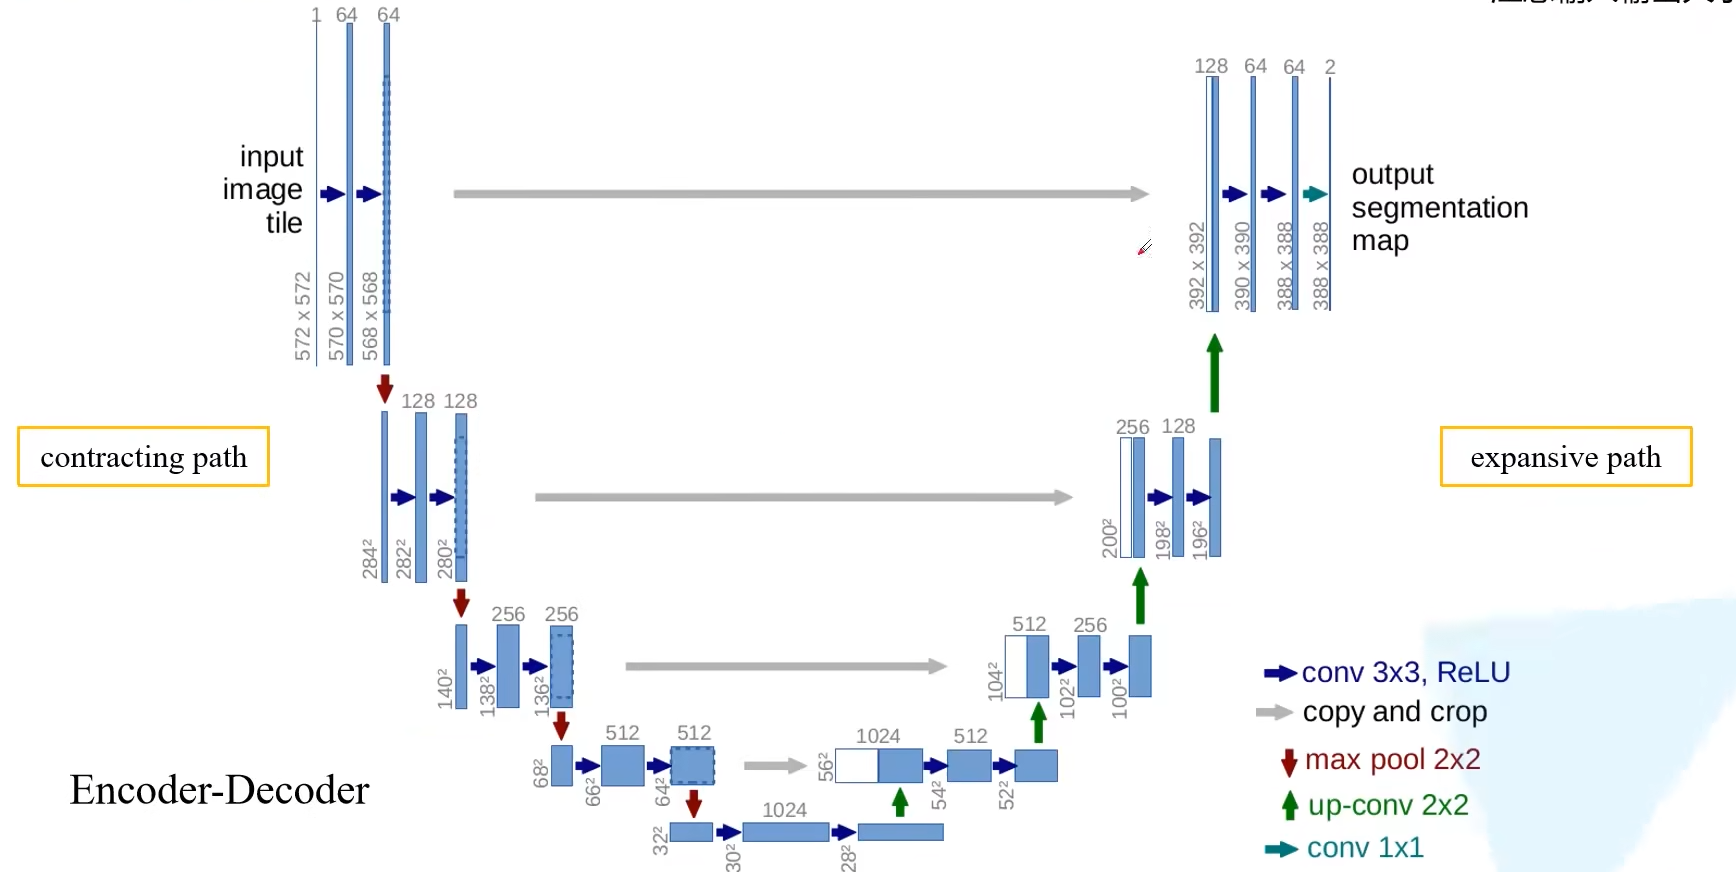 1 64 64
128 64 64 2
input
image
tile
572 x 572
570 x 570
568 x 568
392 x 392
390 x 390
388 x 388
388 x 388
output
segmentation
map
128 128
284²
282²
280²
256 128
200²
198²
196²
contracting path
expansive path
256 256
140²
138²
136²
512 256
104²
102²
100²
512 512
68²
66²
64²
1024 512
56²
54²
52²
1024
32²
30²
28²
Encoder-Decoder
conv 3x3, ReLU
copy and crop
max pool 2x2
up-conv 2x2
conv 1x1